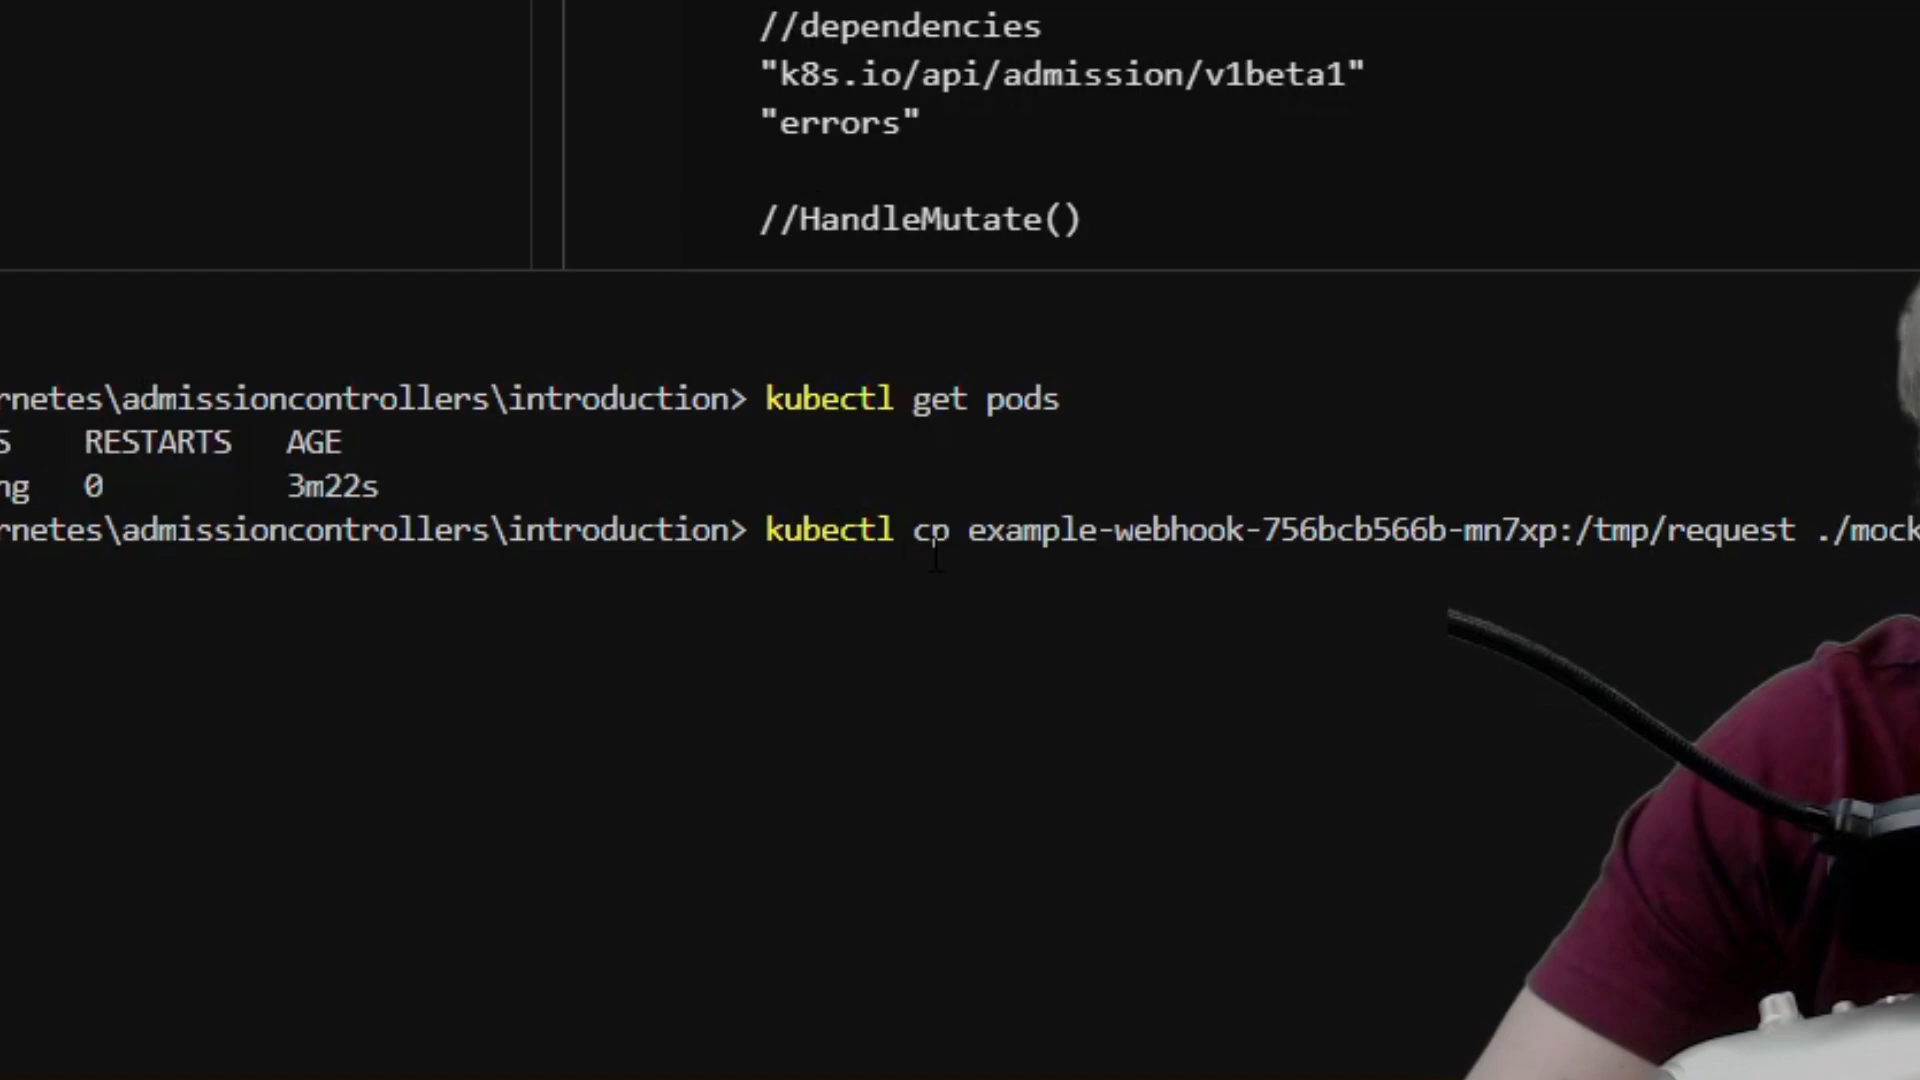 //dependencies
"k8s.io/api/admission/v1beta1"
"errors"
//HandleMutate()
rnetes\admissioncontrollers\introduction> kubectl get pods
S RESTARTS AGE
ng 0 3m22s
rnetes\admissioncontrollers\introduction> kubectl cp example-webhook-756bcb566b-mn7xp:/tmp/request ./mock